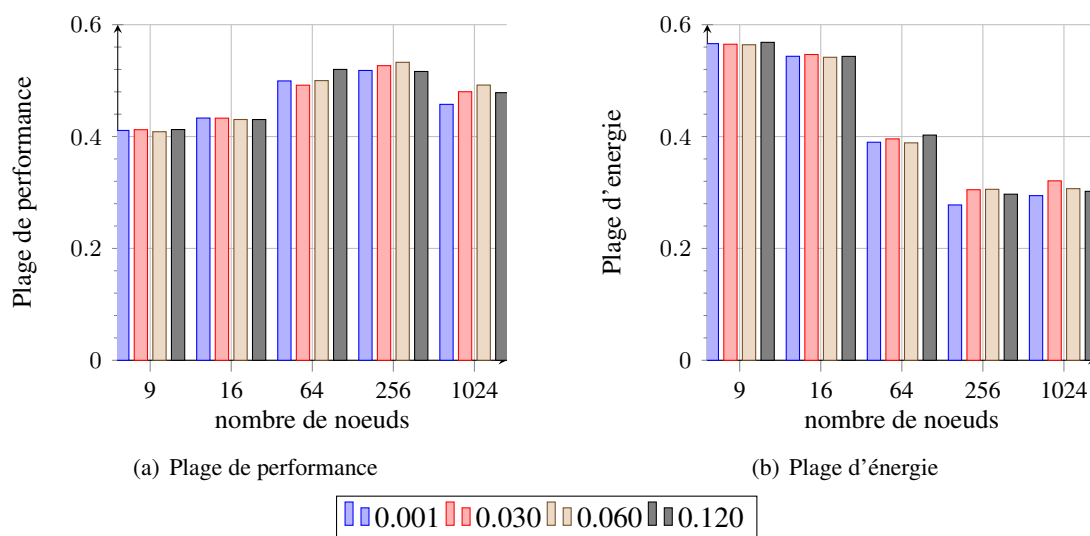 0.6
0.4
0.2
0
Plage de performance
9 16 64 256 1024
nombre de noeuds
(a) Plage de performance
0.6
0.4
0.2
0
Plage d'energie
9 16 64 256 1024
nombre de noeuds
(b) Plage d'énergie
0.001 0.030 0.060 0.120